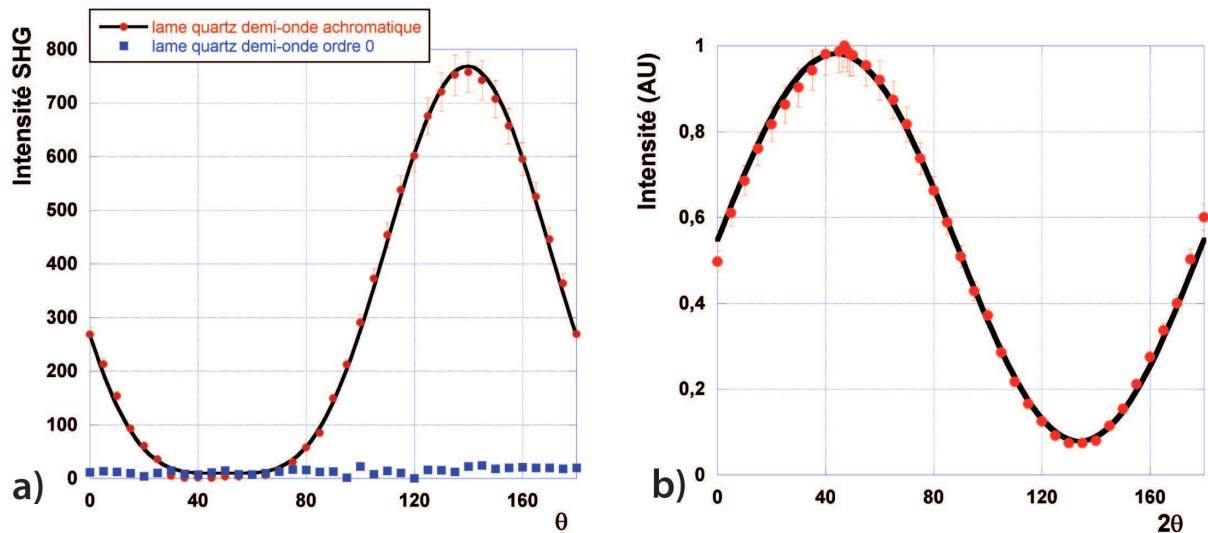 lame quartz demi-onde achromatique
lame quartz demi-onde ordre 0
Intensité SHG
800
700
600
500
400
300
200
100
0
0 40 80 120 160
θ
a)
Intensité (AU)
1
0,8
0,6
0,4
0,2
0
0 40 80 120 160
2θ
b)